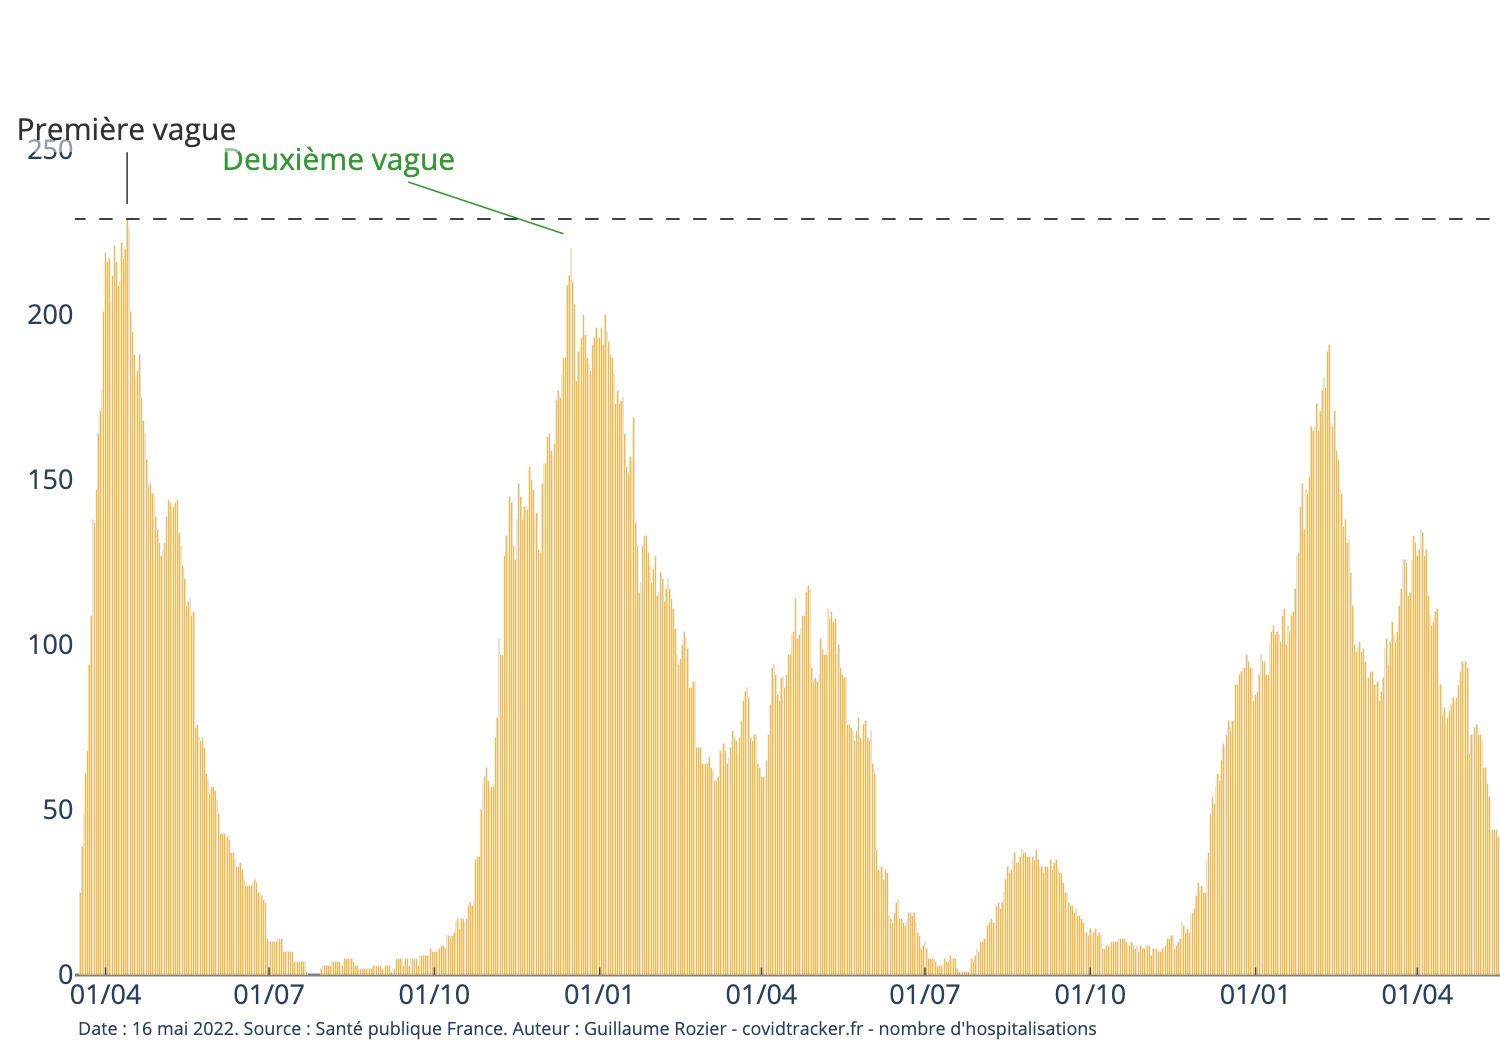 Première vague
250
Deuxième vague
200
150
100
50
0
01/04 01/07 01/10 01/01 01/04 01/07 01/10 01/01 01/04
Date : 16 mai 2022. Source : Santé publique France. Auteur : Guillaume Rozier - covidtracker.fr - nombre d'hospitalisations